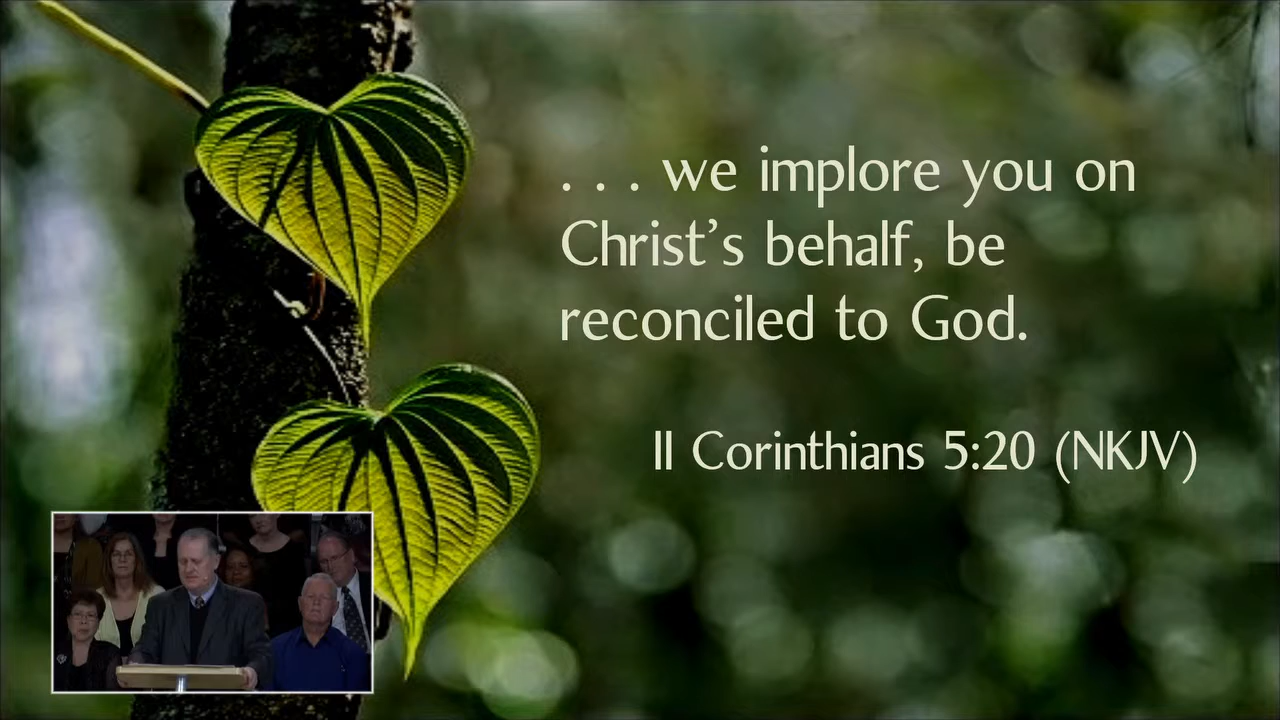 . . . we implore you on
Christ’s behalf, be
reconciled to God.
II Corinthians 5:20 (NKJV)